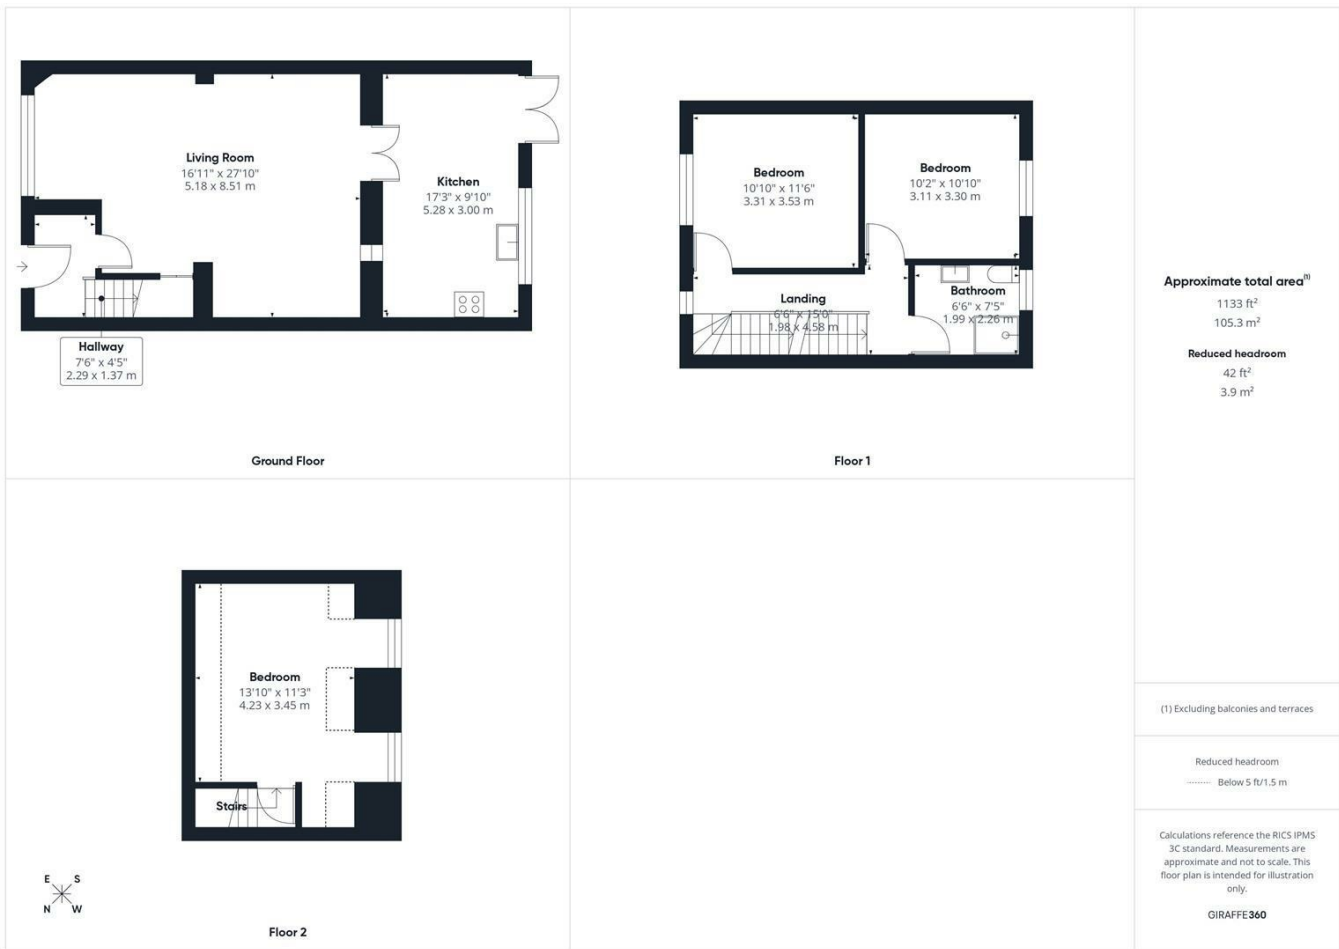 Living Room
16'11" x 27'10"
5.18 x 8.51 m
Kitchen
17'3" x 9'10"
5.28 x 3.00 m
Hallway
7'6" x 4'5"
2.29 x 1.37 m
Ground Floor
Bedroom
10'10" x 11'6"
3.31 x 3.53 m
Bedroom
10'2" x 10'10"
3.11 x 3.30 m
Landing
6'6" x 15'0"
1.98 x 4.58 m
Bathroom
6'6" x 7'5"
1.99 x 2.26 m
Floor 1
Bedroom
13'10" x 11'3"
4.23 x 3.45 m
Stairs
E S
N W
Floor 2
Approximate total area(1)
1133 ft²
105.3 m²
Reduced headroom
42 ft²
3.9 m²
(1) Excluding balconies and terraces
Reduced headroom
Below 5 ft/1.5 m
Calculations reference the RICS IPMS
3C standard. Measurements are
approximate and not to scale. This
floor plan is intended for illustration
only.
GIRAFFE360